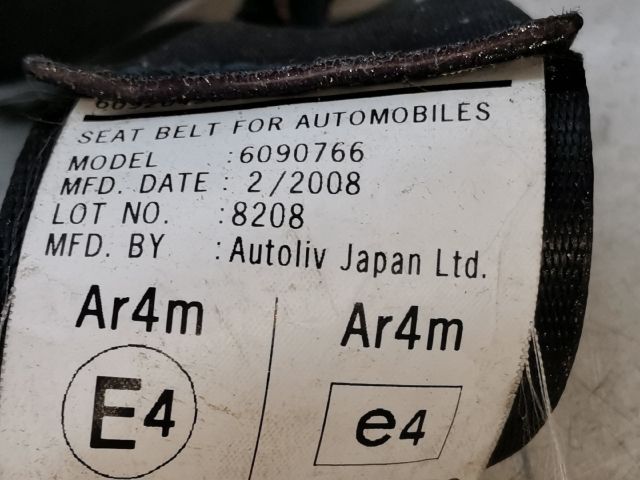 SEAT BELT FOR AUTOMOBILES
MODEL : 6090766
MFD. DATE : 2/2008
LOT NO. : 8208
MFD. BY : Autoliv Japan Ltd.
Ar4m Ar4m
E4 e4